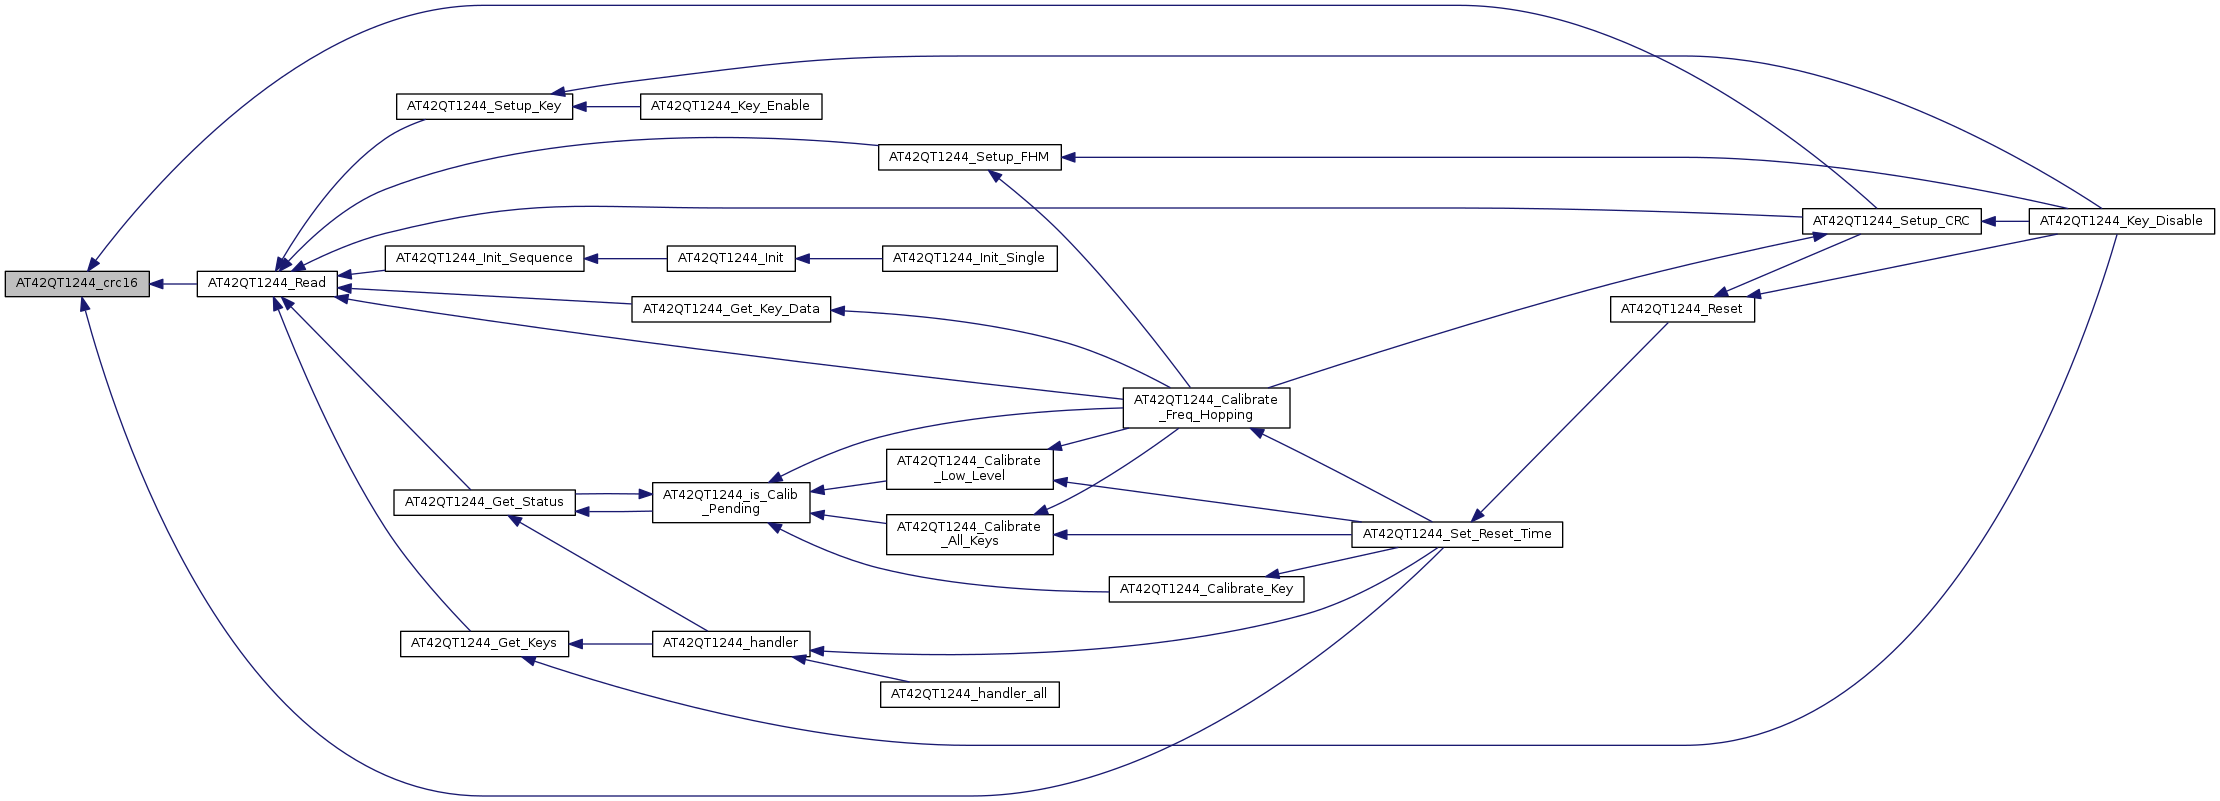 AT42QT1244_Setup_Key
AT42QT1244_Key_Enable
AT42QT1244_Setup_FHM
AT42QT1244_Setup_CRC
AT42QT1244_Key_Disable
AT42QT1244_Init_Sequence
AT42QT1244_Init
AT42QT1244_Init_Single
AT42QT1244_crc16
AT42QT1244_Read
AT42QT1244_Get_Key_Data
AT42QT1244_Reset
AT42QT1244_Calibrate
_Freq_Hopping
AT42QT1244_Calibrate
_Low_Level
AT42QT1244_Get_Status
AT42QT1244_is_Calib
_Pending
AT42QT1244_Calibrate
_All_Keys
AT42QT1244_Set_Reset_Time
AT42QT1244_Calibrate_Key
AT42QT1244_Get_Keys
AT42QT1244_handler
AT42QT1244_handler_all